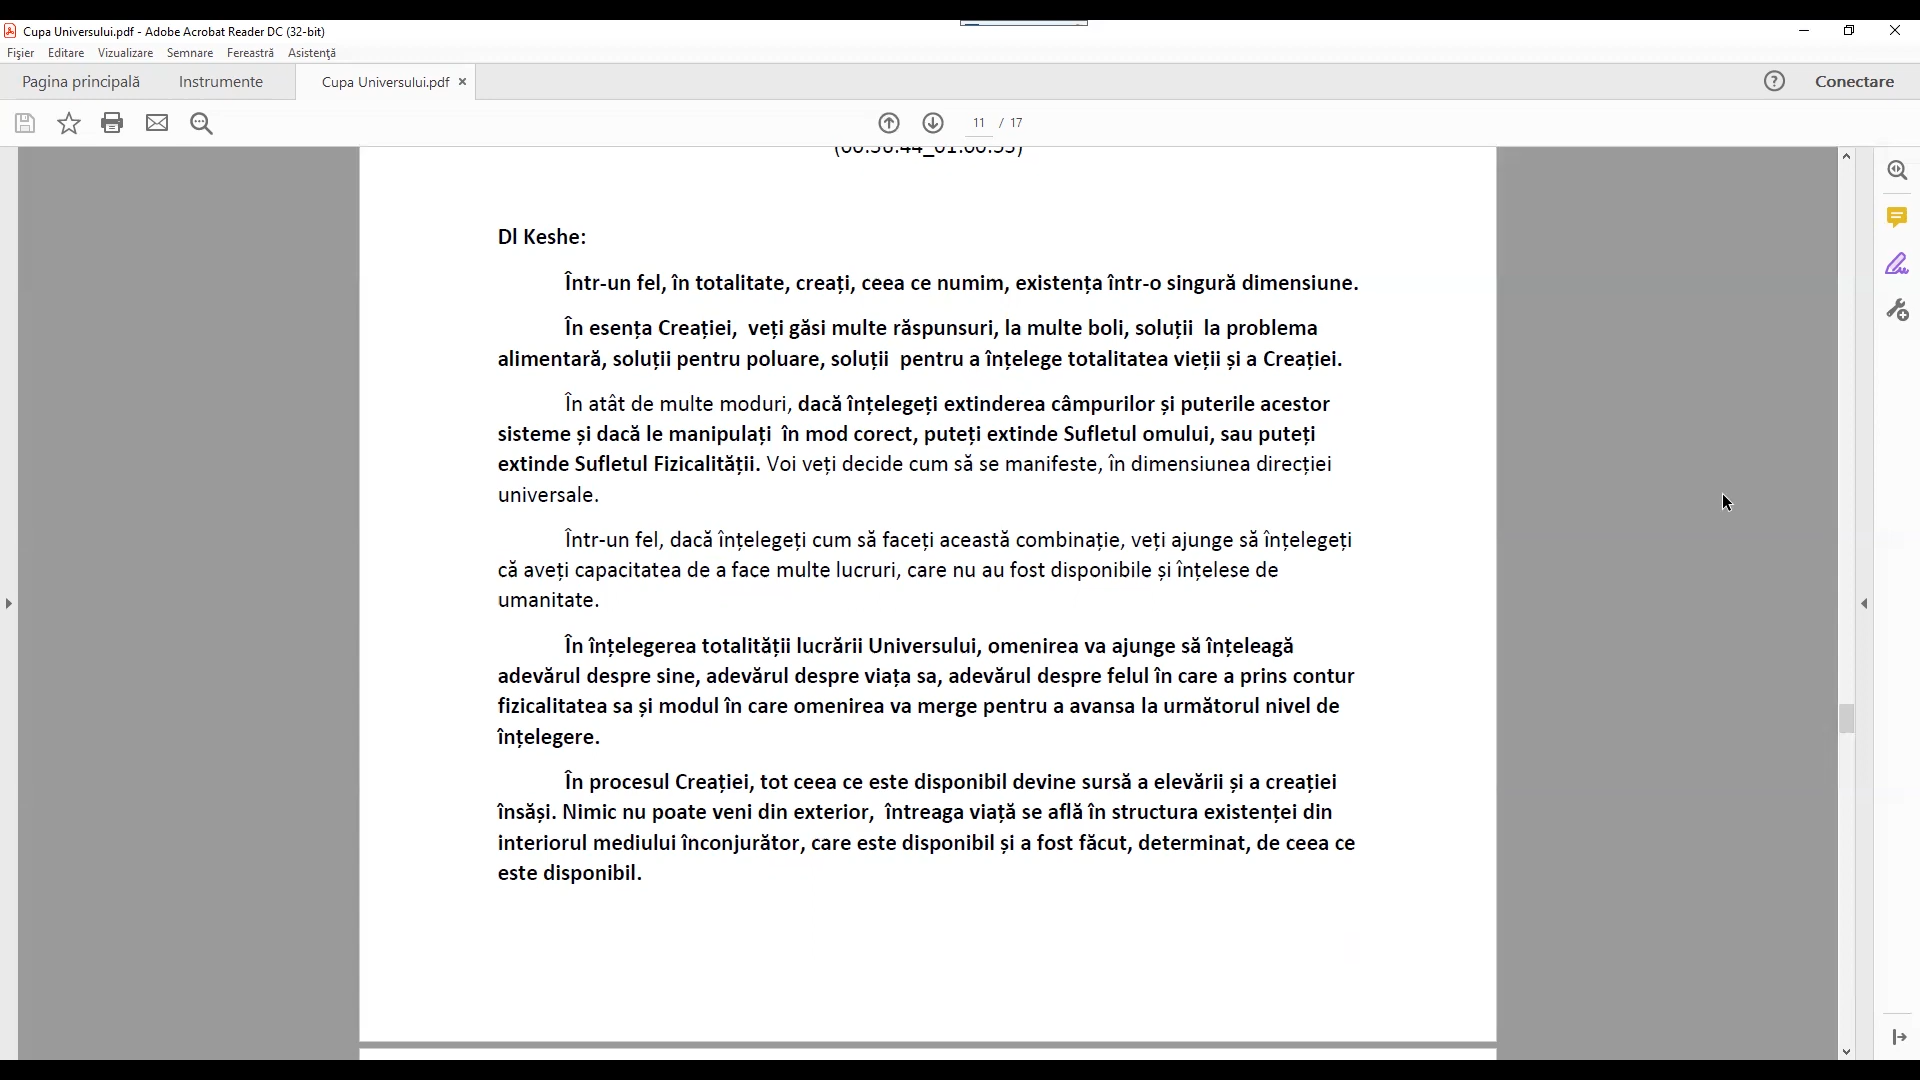 Cupa Universului.pdf - Adobe Acrobat Reader DC (32-bit)
Fișier Editare Vizualizare Semnare Fereastră Asistență
Pagina principală Instrumente Cupa Universului.pdf × Conectare
11 / 17
Dl Keshe:
Într-un fel, în totalitate, creați, ceea ce numim, existența într-o singură dimensiune.
În esența Creației, veți găsi multe răspunsuri, la multe boli, soluții la problema
alimentară, soluții pentru poluare, soluții pentru a înțelege totalitatea vieții și a Creației.
În atât de multe moduri, dacă înțelegeți extinderea câmpurilor și puterile acestor
sisteme și dacă le manipulați în mod corect, puteți extinde Sufletul omului, sau puteți
extinde Sufletul Fizicalității. Voi veți decide cum să se manifeste, în dimensiunea direcției
universale.
Într-un fel, dacă înțelegeți cum să faceți această combinație, veți ajunge să înțelegeți
că aveți capacitatea de a face multe lucruri, care nu au fost disponibile și înțelese de
umanitate.
În înțelegerea totalității lucrării Universului, omenirea va ajunge să înțeleagă
adevărul despre sine, adevărul despre viața sa, adevărul despre felul în care a prins contur
fizicalitatea sa și modul în care omenirea va merge pentru a avansa la următorul nivel de
înțelegere.
În procesul Creației, tot ceea ce este disponibil devine sursă a elevării și a creației
însăși. Nimic nu poate veni din exterior, întreaga viață se află în structura existenței din
interiorul mediului înconjurător, care este disponibil și a fost făcut, determinat, de ceea ce
este disponibil.